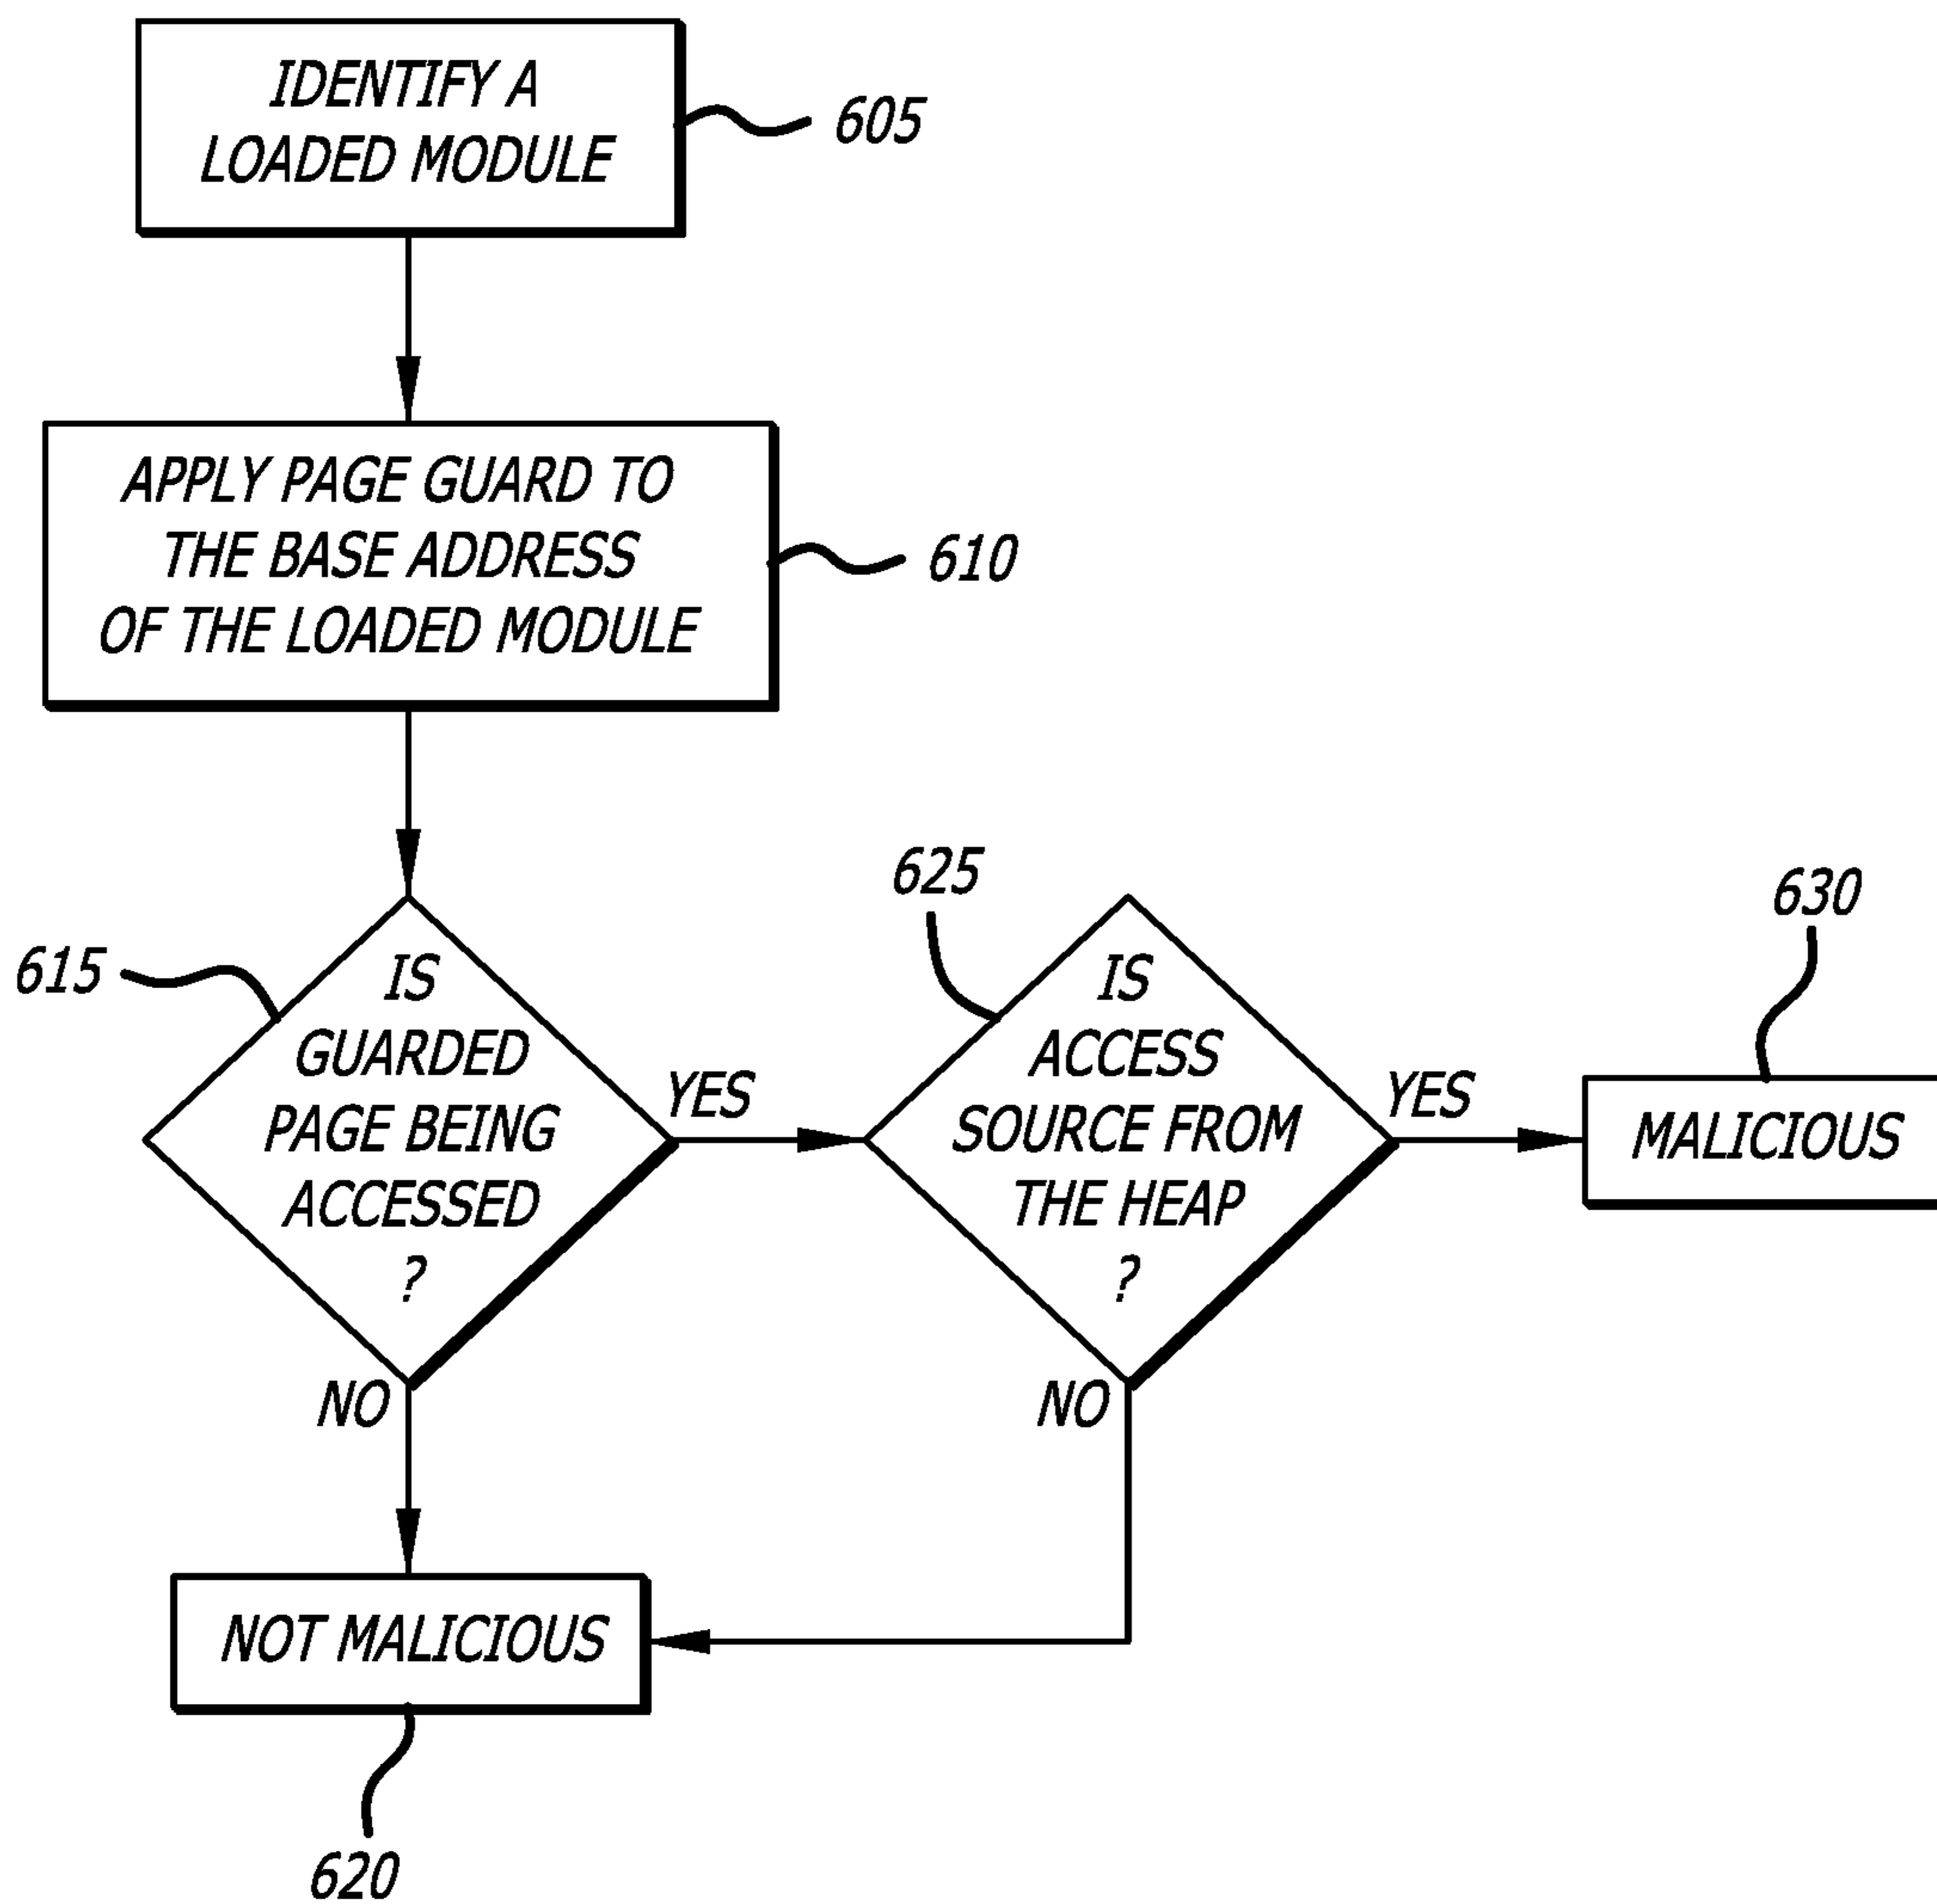 IDENTIFY A
LOADED MODULE
605
APPLY PAGE GUARD TO
THE BASE ADDRESS
OF THE LOADED MODULE
610
615
IS
GUARDED
PAGE BEING
ACCESSED
?
YES
NO
625
IS
ACCESS
SOURCE FROM
THE HEAP
?
YES
NO
630
MALICIOUS
NOT MALICIOUS
620